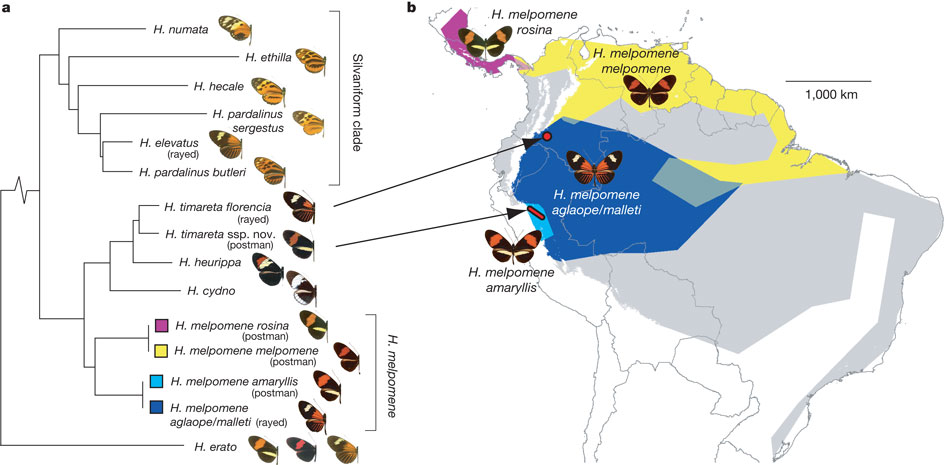 a
H. numata
H. ethilla
H. hecale
H. pardalinus
sergestus
H. elevatus
(rayed)
H. pardalinus butleri
Silvaniform clade
H. timareta florencia
(rayed)
H. timareta ssp. nov.
(postman)
H. heurippa
H. cydno
H. melpomene rosina
(postman)
H. melpomene melpomene
(postman)
H. melpomene amaryllis
(postman)
H. melpomene
aglaope/malleti (rayed)
H. melpomene
H. erato
b
H. melpomene
rosina
H. melpomene
melpomene
1,000 km
H. melpomene
aglaope/malleti
H. melpomene
amaryllis